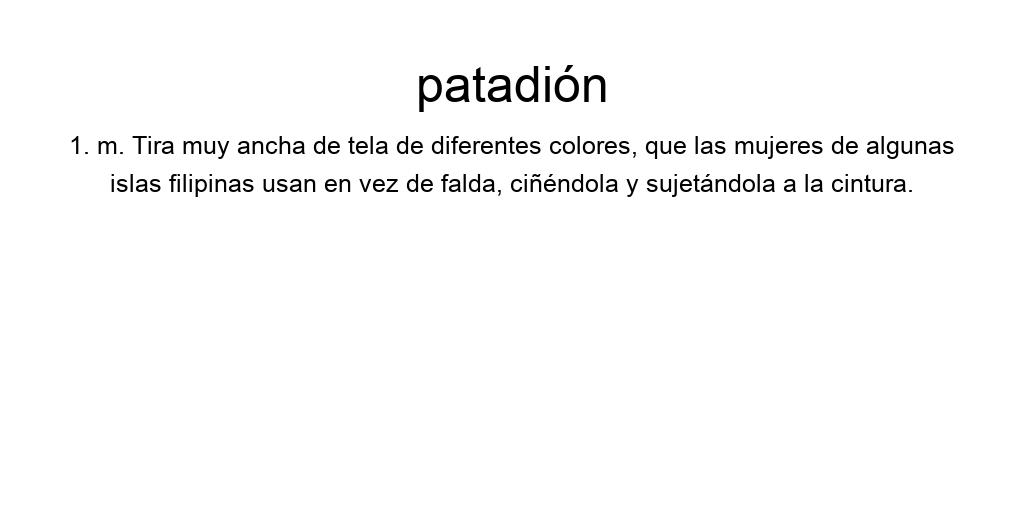 patadión
1. m. Tira muy ancha de tela de diferentes colores, que las mujeres de algunas
islas filipinas usan en vez de falda, ciñéndola y sujetándola a la cintura.